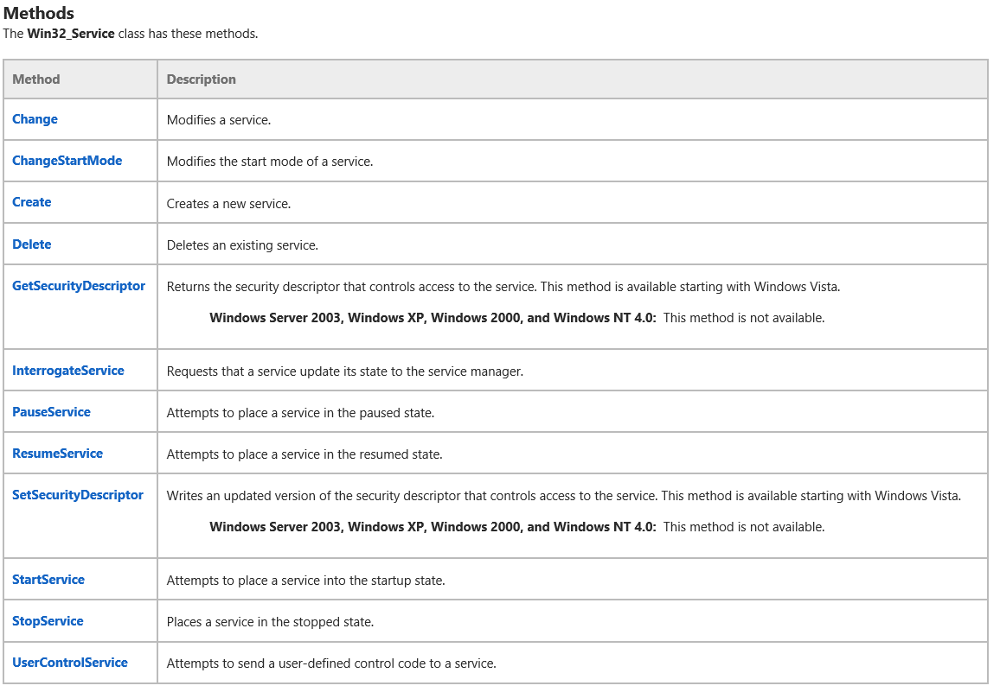 Methods
The Win32_Service class has these methods.
Method Description
Change Modifies a service.
ChangeStartMode Modifies the start mode of a service.
Create Creates a new service.
Delete Deletes an existing service.
GetSecurityDescriptor Returns the security descriptor that controls access to the service. This method is available starting with Windows Vista.
Windows Server 2003, Windows XP, Windows 2000, and Windows NT 4.0: This method is not available.
InterrogateService Requests that a service update its state to the service manager.
PauseService Attempts to place a service in the paused state.
ResumeService Attempts to place a service in the resumed state.
SetSecurityDescriptor Writes an updated version of the security descriptor that controls access to the service. This method is available starting with Windows Vista.
Windows Server 2003, Windows XP, Windows 2000, and Windows NT 4.0: This method is not available.
StartService Attempts to place a service into the startup state.
StopService Places a service in the stopped state.
UserControlService Attempts to send a user-defined control code to a service.